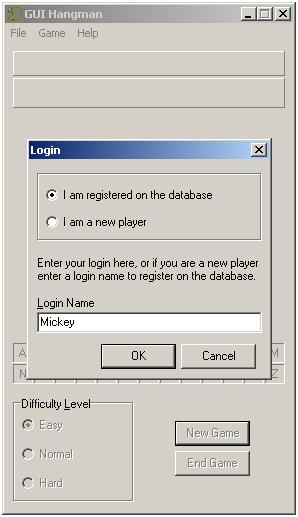 GUI Hangman
File Game Help
Login
I am registered on the database
I am a new player
Enter your login here, or if you are a new player
enter a login name to register on the database.
Login Name
Mickey
OK Cancel
A M
N Z
Difficulty Level
Easy
Normal
Hard
New Game
End Game